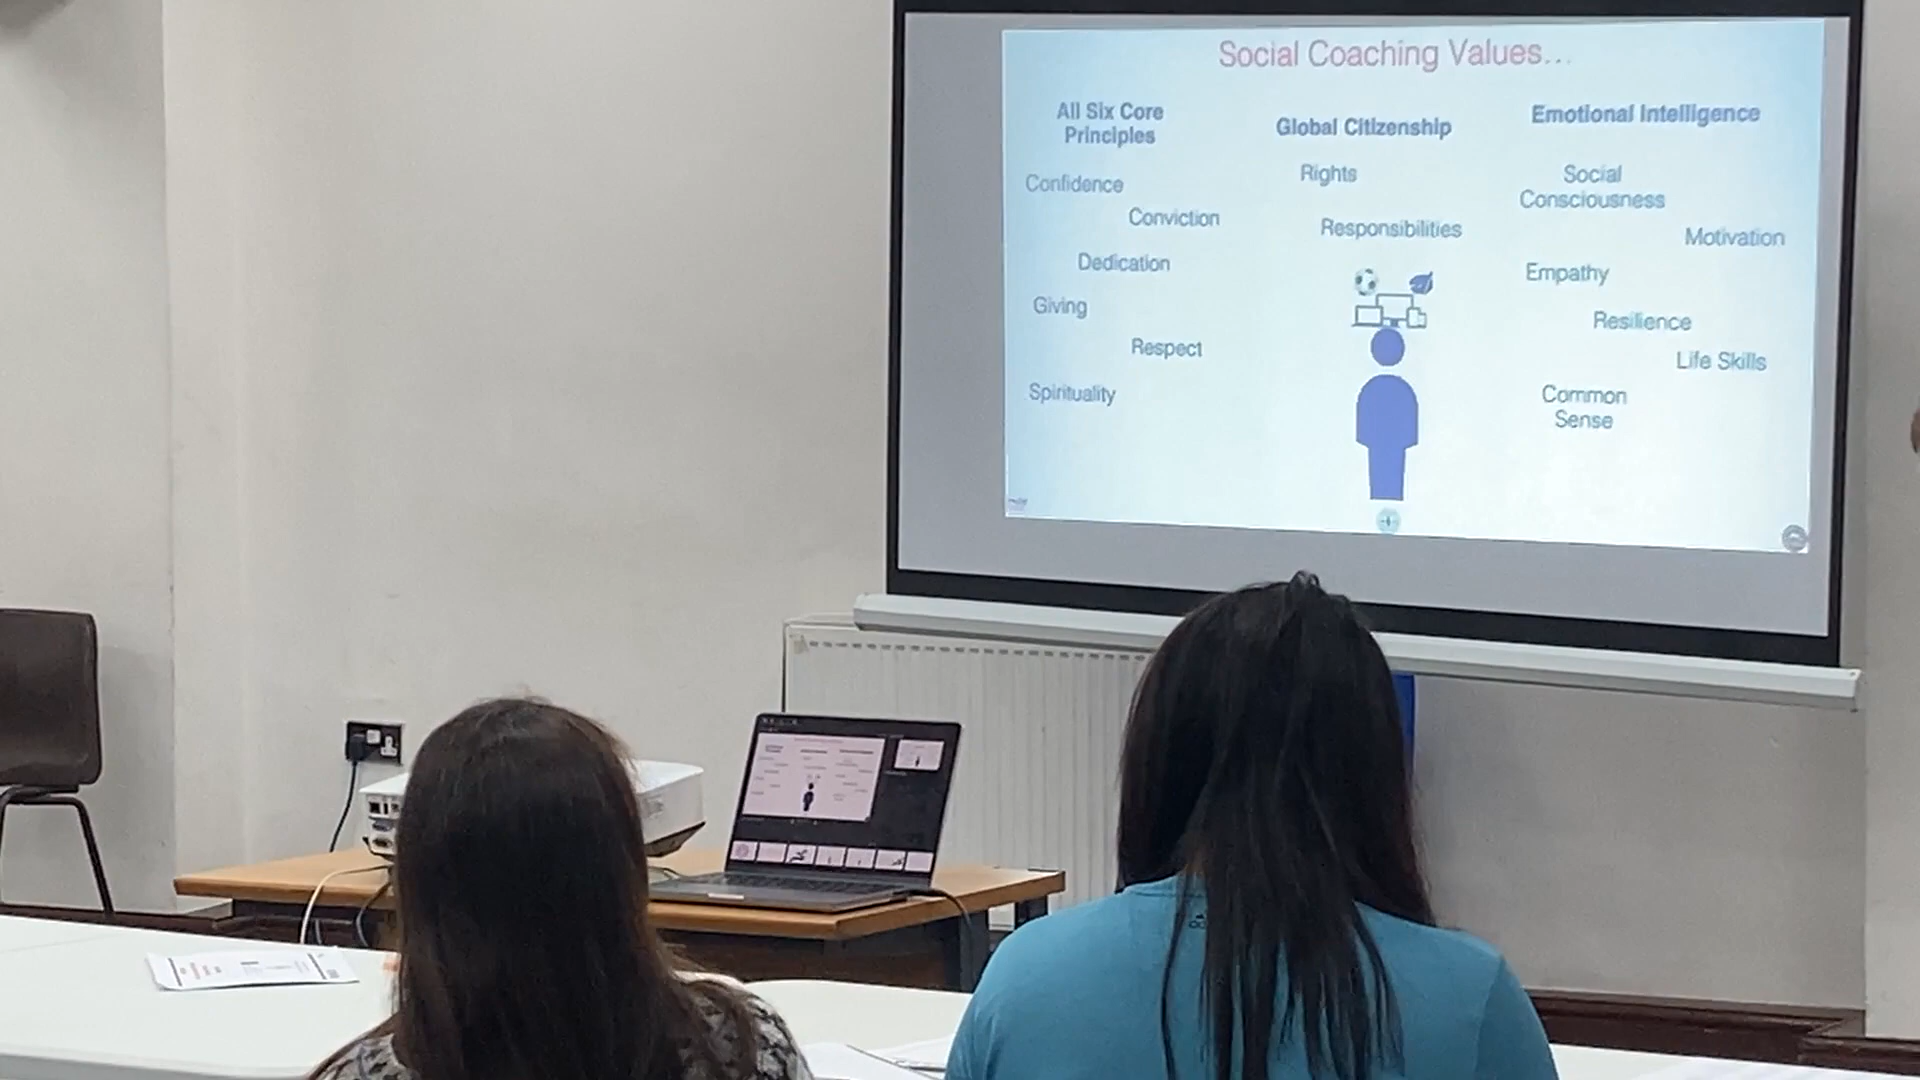 Social Coaching Values...
All Six Core
Principles
Confidence
Conviction
Dedication
Giving
Respect
Spirituality
Global Citizenship
Rights
Responsibilities
Emotional Intelligence
Social
Consciousness
Motivation
Empathy
Resilience
Life Skills
Common
Sense